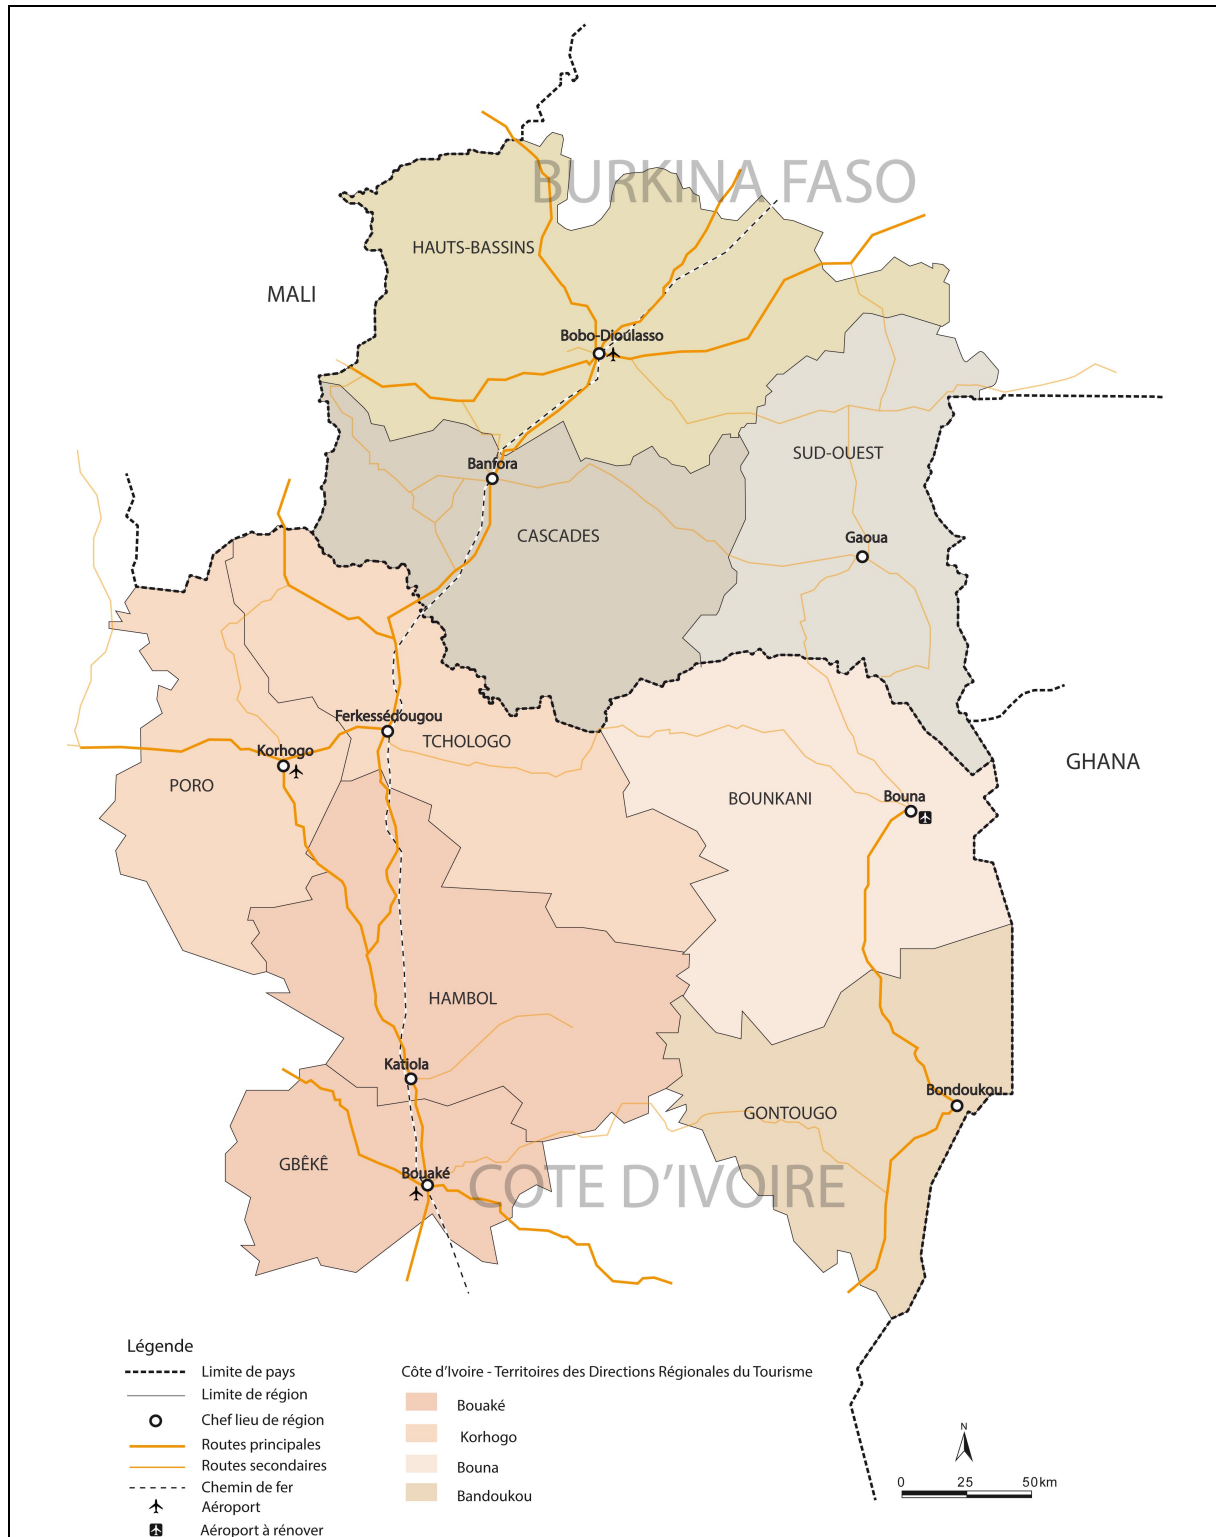 BURKINA FASO
HAUTS-BASSINS
MALI
Bobo-Dioulasso
SUD-OUEST
Banfora
CASCADES
Gaoua
Ferkessédougou
TCHOLOGO
Korhogo
GHANA
PORO
BOUNKANI
Bouna
HAMBOL
Katiola
Bondoukou
GONTOUGO
GBÊKÊ
Bouaké
COTE D'IVOIRE
Légende
Limite de pays
Limite de région
Chef lieu de région
Routes principales
Routes secondaires
Chemin de fer
Aéroport
Aéroport à rénover
Côte d'Ivoire - Territoires des Directions Régionales du Tourisme
Bouaké
Korhogo
Bouna
Bandoukou
N
0 25 50 km